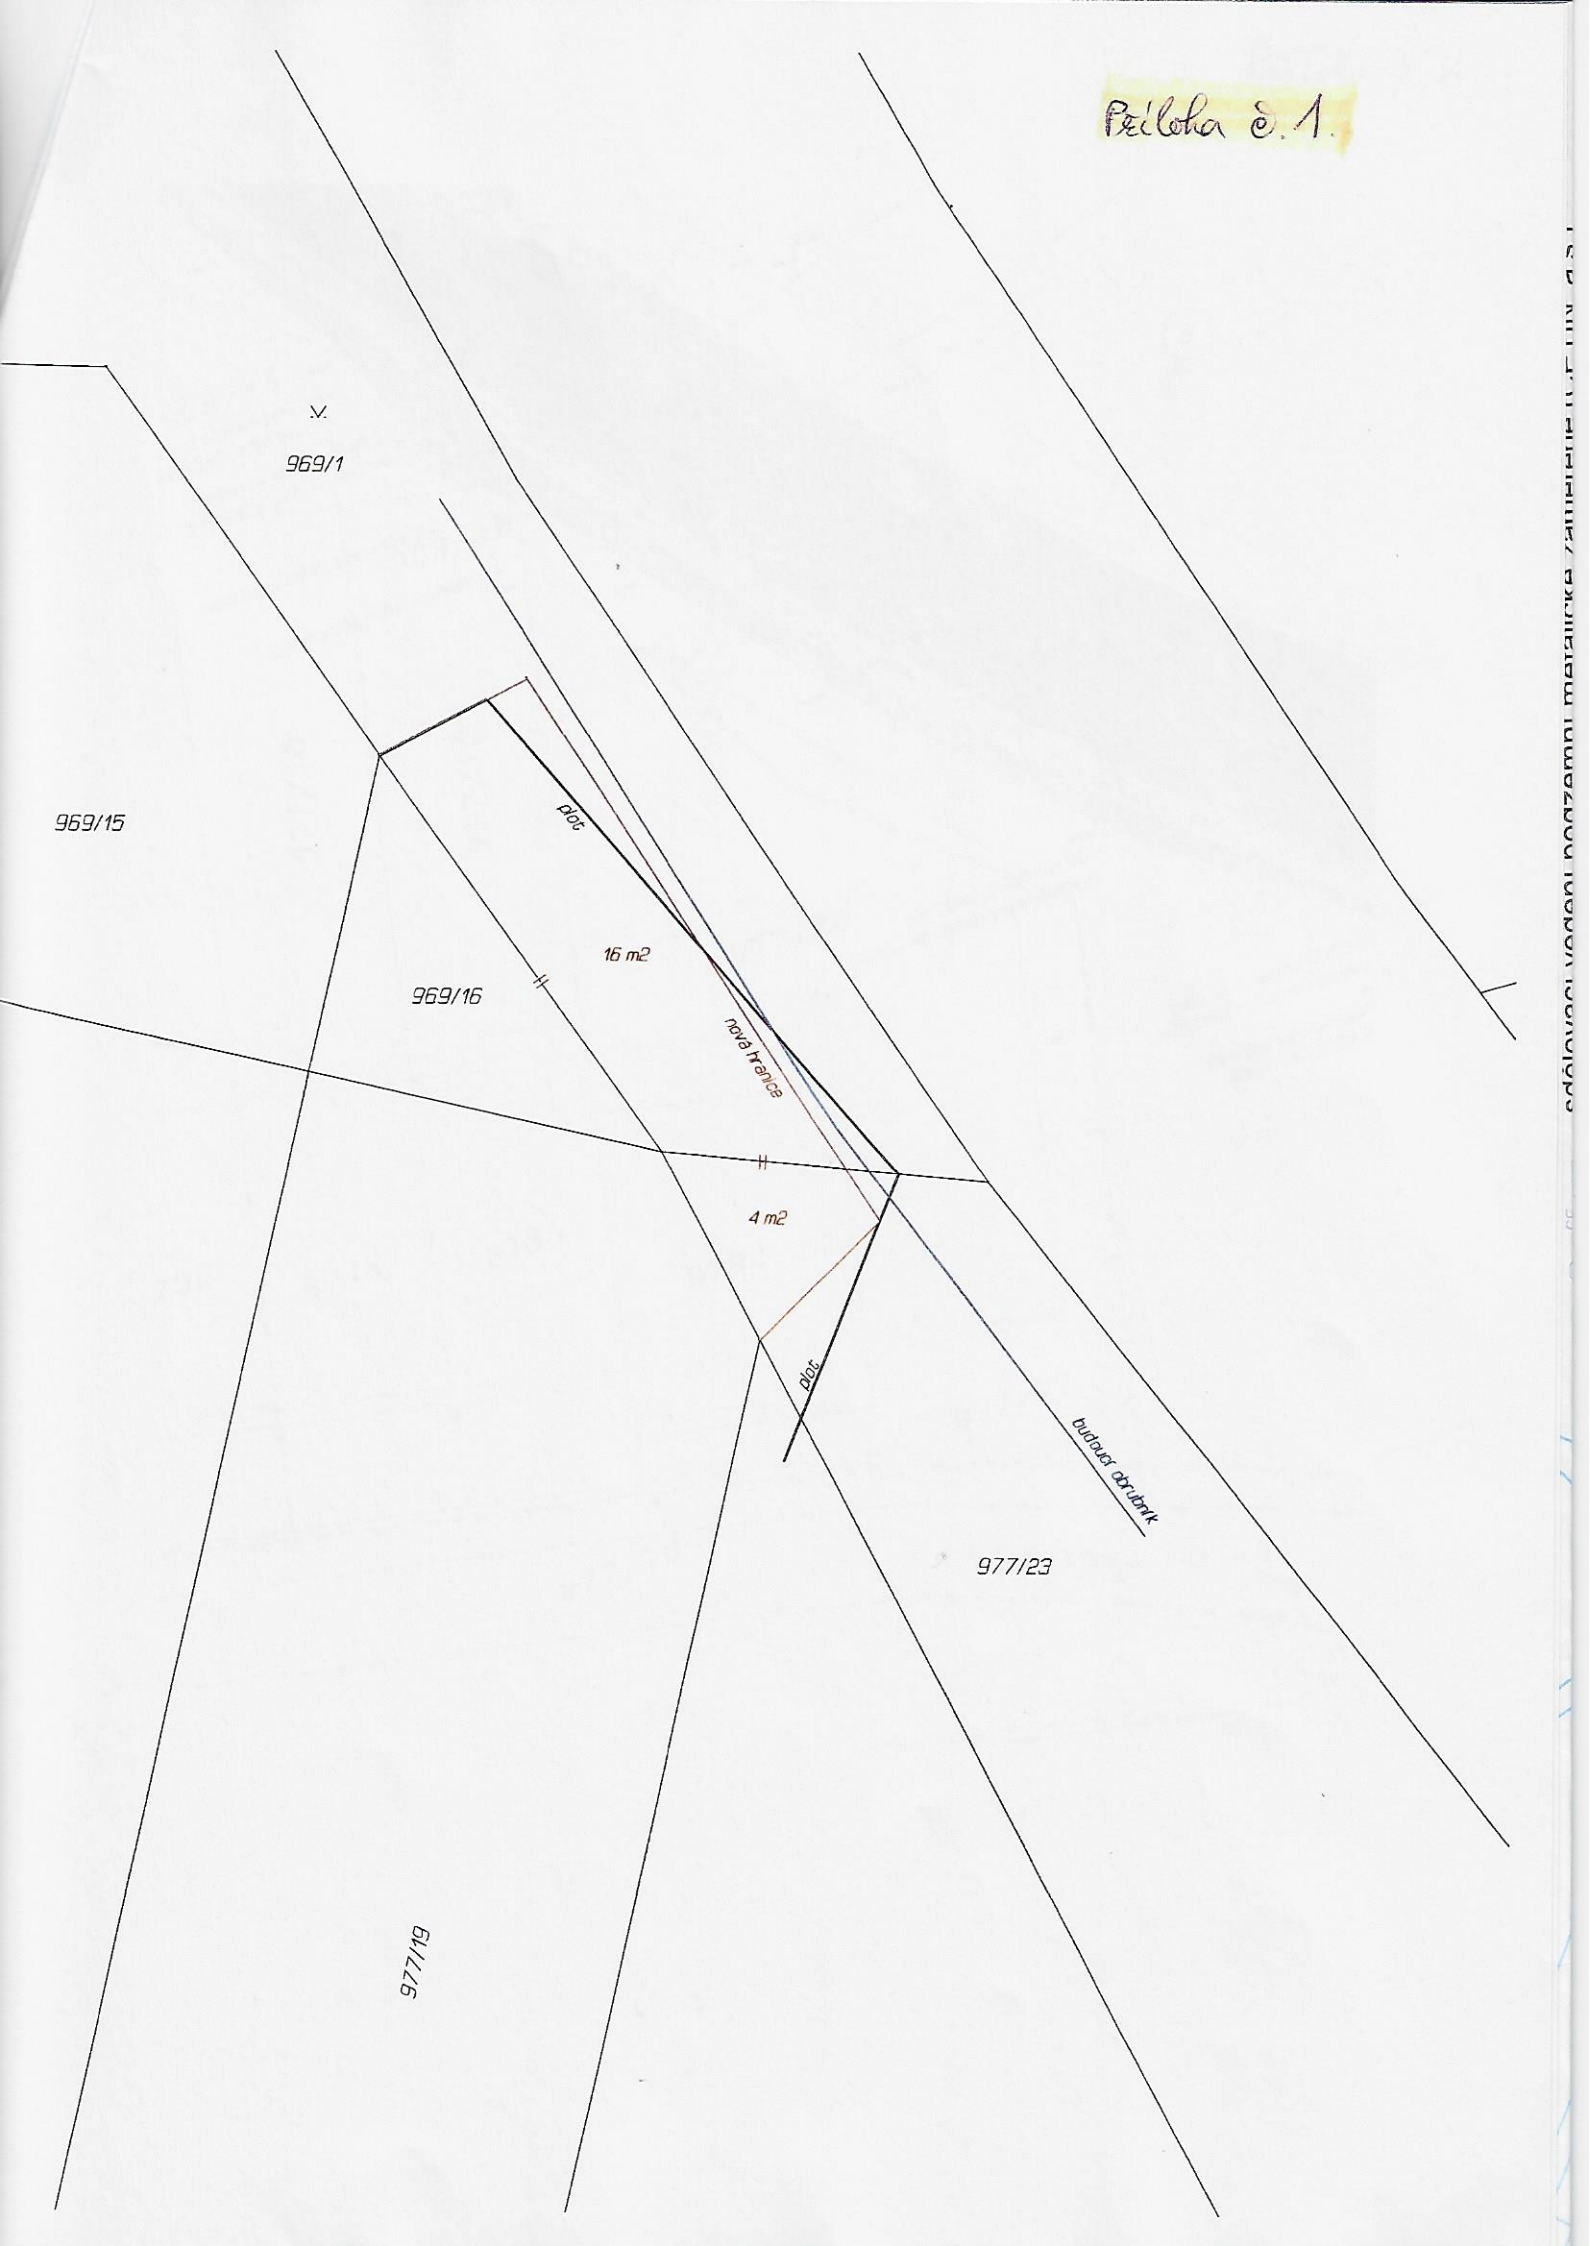 Příloha č. 1.
969/1
969/15
plot
16 m2
969/16
nová hranice
4 m2
plot
budoucí obrubník
977/23
977/19